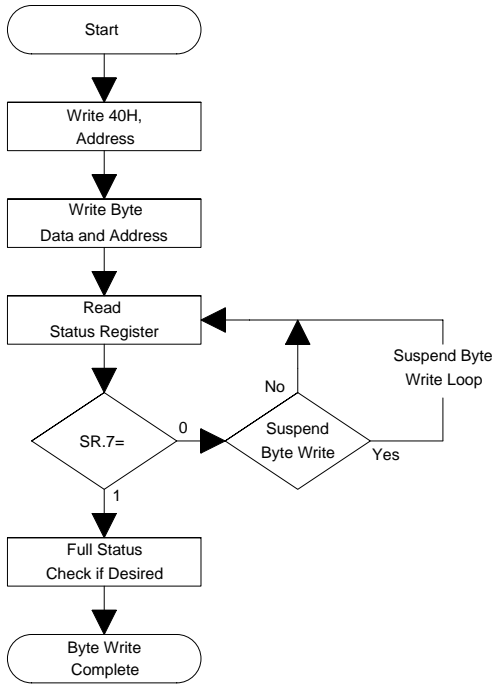 Start
Write 40H,
Address
Write Byte
Data and Address
Read
Status Register
Suspend Byte
Write Loop
No
SR.7=
0
Suspend
Byte Write
Yes
1
Full Status
Check if Desired
Byte Write
Complete